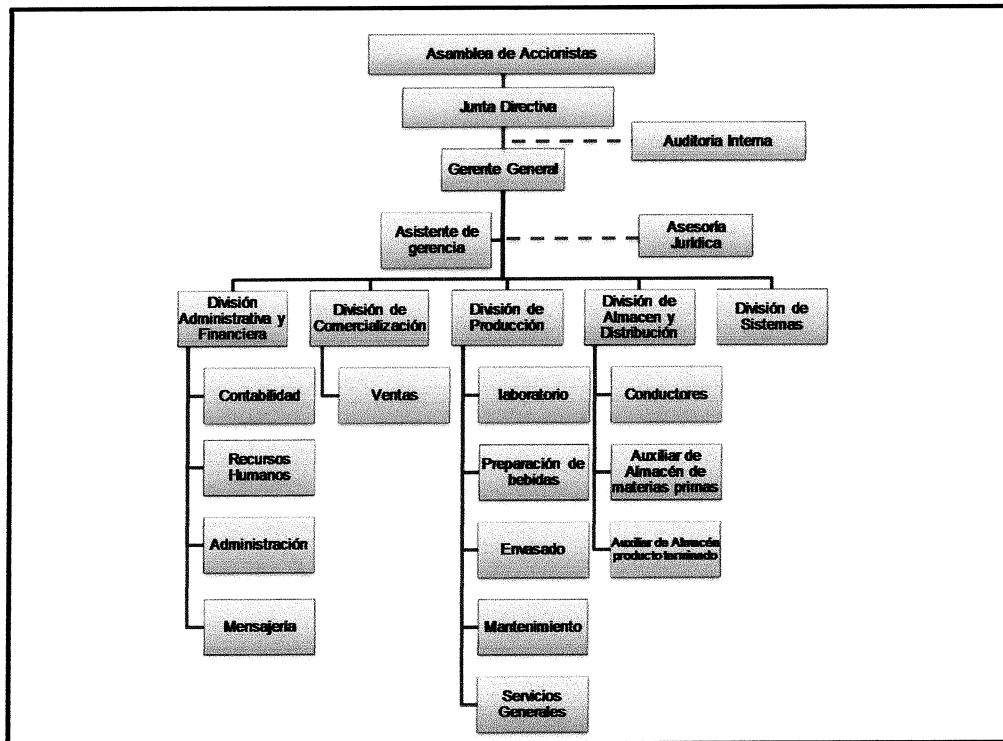 Asamblea de Accionistas
Junta Directiva
Auditoria Interna
Gerente General
Asistente de
gerencia
Asesoría
Jurídica
División
Administrativa y
Financiera
División de
Comercialización
División de
Producción
División de
Almacen y
Distribución
División de
Sistemas
Contabilidad
Recursos
Humanos
Administración
Mensajería
Ventas
laboratorio
Preparación de
bebidas
Envasado
Mantenimiento
Servicios
Generales
Conductores
Auxiliar de
Almacén de
materias primas
Auxiliar de Almacén
producto terminado